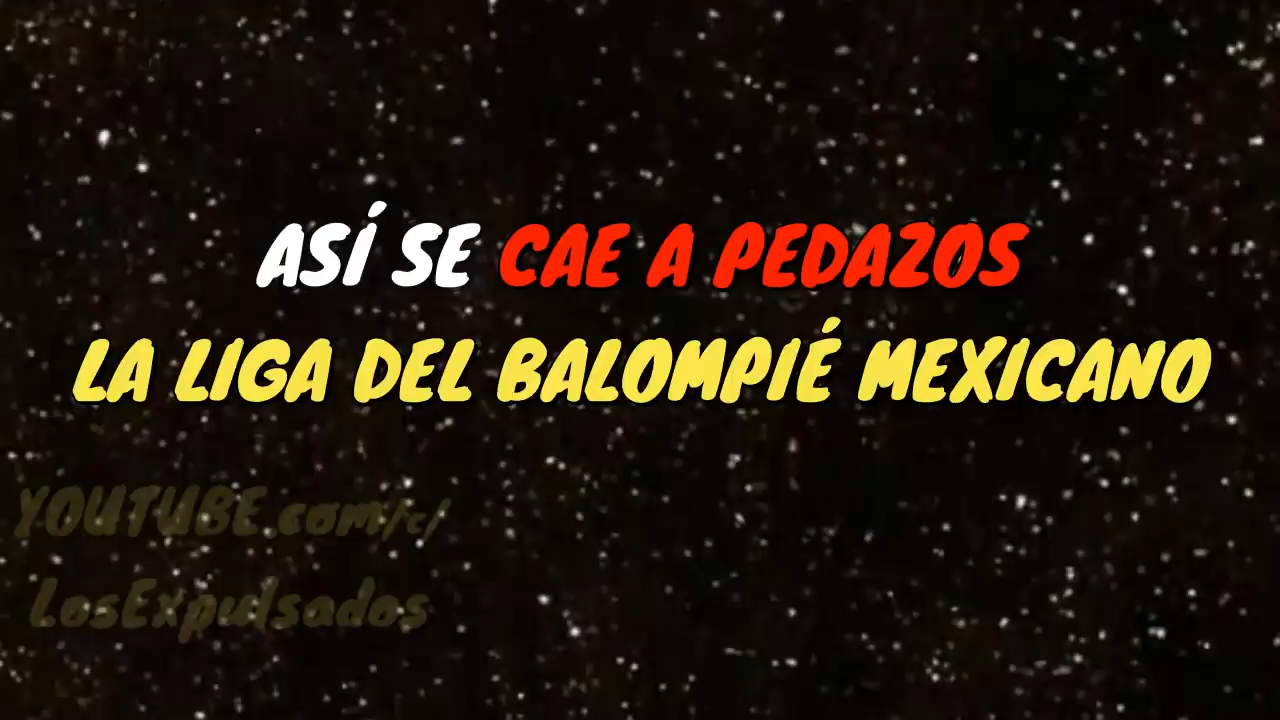 ASÍ SE CAE A PEDAZOS
LA LIGA DEL BALOMPIÉ MEXICANO
YOUTUBE.com/c/
LosExpulsados